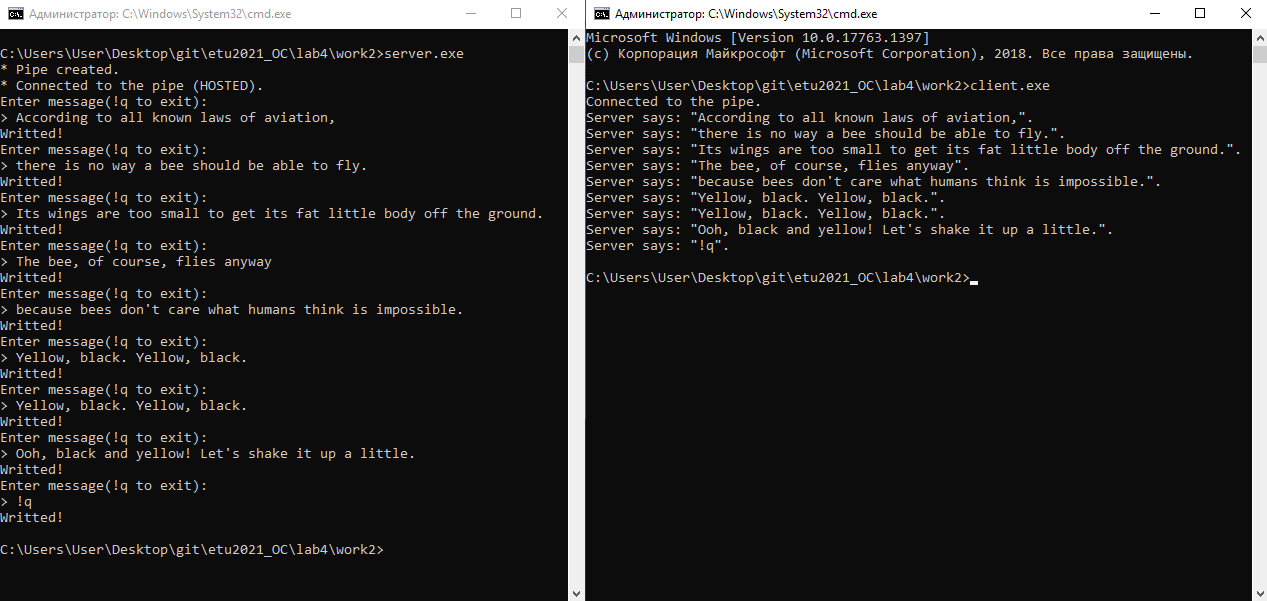 Администратор: C:\Windows\System32\cmd.exe
C:\Users\User\Desktop\git\etu2021_OC\lab4\work2>server.exe
* Pipe created.
* Connected to the pipe (HOSTED).
Enter message(!q to exit):
> According to all known laws of aviation,
Writted!
Enter message(!q to exit):
> there is no way a bee should be able to fly.
Writted!
Enter message(!q to exit):
> Its wings are too small to get its fat little body off the ground.
Writted!
Enter message(!q to exit):
> The bee, of course, flies anyway
Writted!
Enter message(!q to exit):
> because bees don't care what humans think is impossible.
Writted!
Enter message(!q to exit):
> Yellow, black. Yellow, black.
Writted!
Enter message(!q to exit):
> Yellow, black. Yellow, black.
Writted!
Enter message(!q to exit):
> Ooh, black and yellow! Let's shake it up a little.
Writted!
Enter message(!q to exit):
> !q
Writted!
C:\Users\User\Desktop\git\etu2021_OC\lab4\work2>
Администратор: C:\Windows\System32\cmd.exe
Microsoft Windows [Version 10.0.17763.1397]
(c) Корпорация Майкрософт (Microsoft Corporation), 2018. Все права защищены.
C:\Users\User\Desktop\git\etu2021_OC\lab4\work2>client.exe
Connected to the pipe.
Server says: "According to all known laws of aviation,".
Server says: "there is no way a bee should be able to fly.".
Server says: "Its wings are too small to get its fat little body off the ground.".
Server says: "The bee, of course, flies anyway".
Server says: "because bees don't care what humans think is impossible.".
Server says: "Yellow, black. Yellow, black.".
Server says: "Yellow, black. Yellow, black.".
Server says: "Ooh, black and yellow! Let's shake it up a little.".
Server says: "!q".
C:\Users\User\Desktop\git\etu2021_OC\lab4\work2>